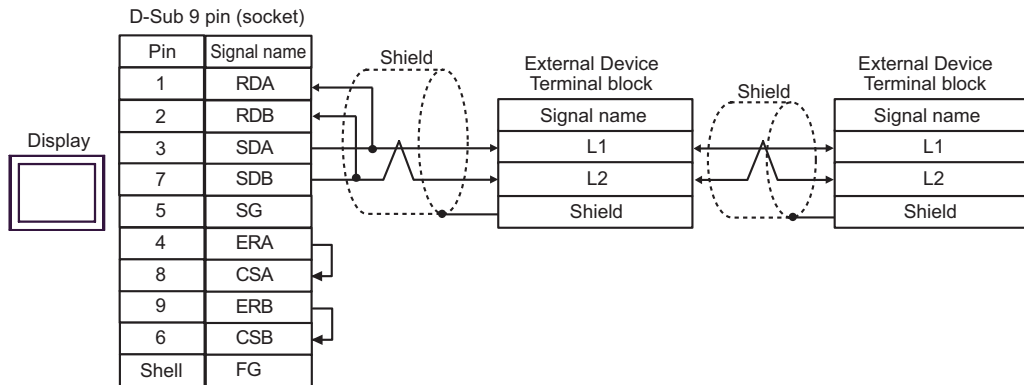 D-Sub 9 pin (socket)
Pin Signal name
1 RDA
2 RDB
3 SDA
7 SDB
5 SG
4 ERA
8 CSA
9 ERB
6 CSB
Shell FG
Display
Shield
External Device
Terminal block
Signal name
L1
L2
Shield
Shield
External Device
Terminal block
Signal name
L1
L2
Shield